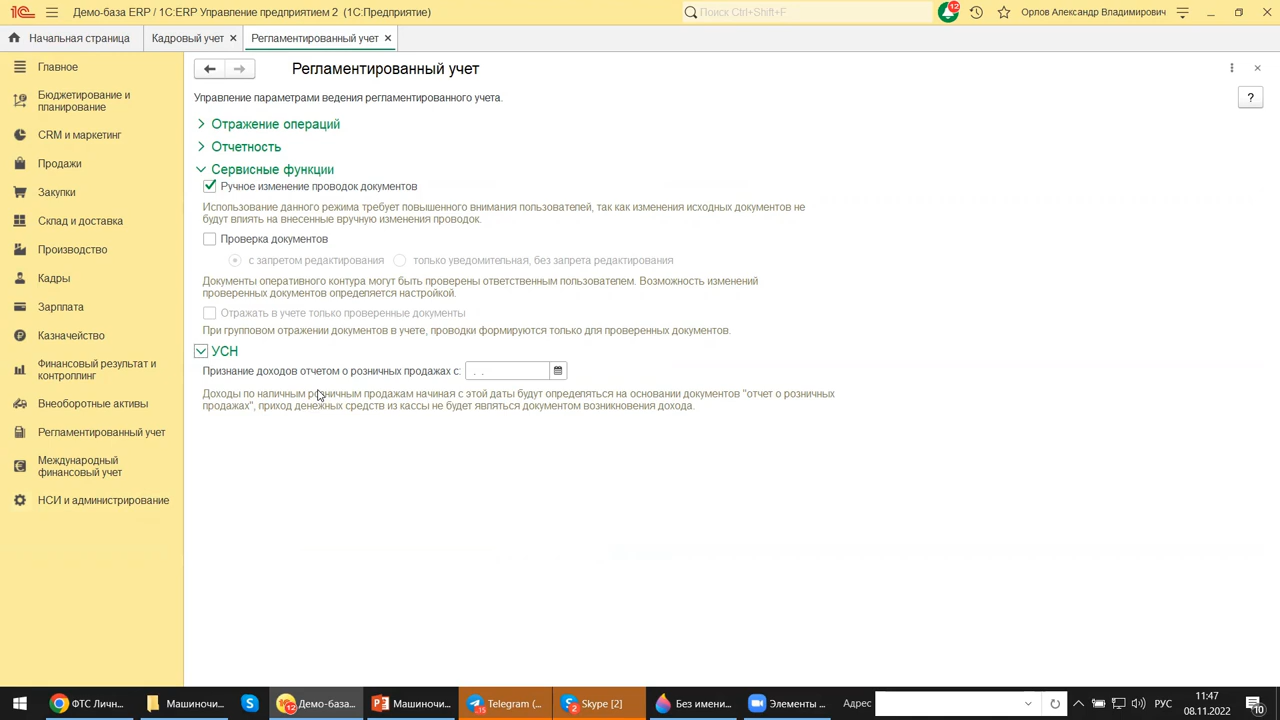 Демо-база ERP / 1С:ERP Управление предприятием 2 (1С:Предприятие)
Поиск Ctrl+Shift+F
12
Орлов Александр Владимирович
Начальная страница
Кадровый учет
Регламентированный учет
Главное
Бюджетирование и
планирование
CRM и маркетинг
Продажи
Закупки
Склад и доставка
Производство
Кадры
Зарплата
Казначейство
Финансовый результат и
контроллинг
Внеоборотные активы
Регламентированный учет
Международный
финансовый учет
НСИ и администрирование
Регламентированный учет
Управление параметрами ведения регламентированного учета.
?
Отражение операций
Отчетность
Сервисные функции
Ручное изменение проводок документов
Использование данного режима требует повышенного внимания пользователей, так как изменения исходных документов не
будут влиять на внесенные вручную изменения проводок.
Проверка документов
с запретом редактирования
только уведомительная, без запрета редактирования
Документы оперативного контура могут быть проверены ответственным пользователем. Возможность изменений
проверенных документов определяется настройкой.
Отражать в учете только проверенные документы
При групповом отражении документов в учете, проводки формируются только для проверенных документов.
УСН
Признание доходов отчетом о розничных продажах с:
. .
Доходы по наличным розничным продажам начиная с этой даты будут определяться на основании документов "отчет о розничных
продажах", приход денежных средств из кассы не будет являться документом возникновения дохода.
ФТС Личн...
Машиночи...
Демо-база...
Машиночи...
Telegram (...
Skype [2]
Без имени...
Элементы ...
Адрес
РУС
11:47
08.11.2022